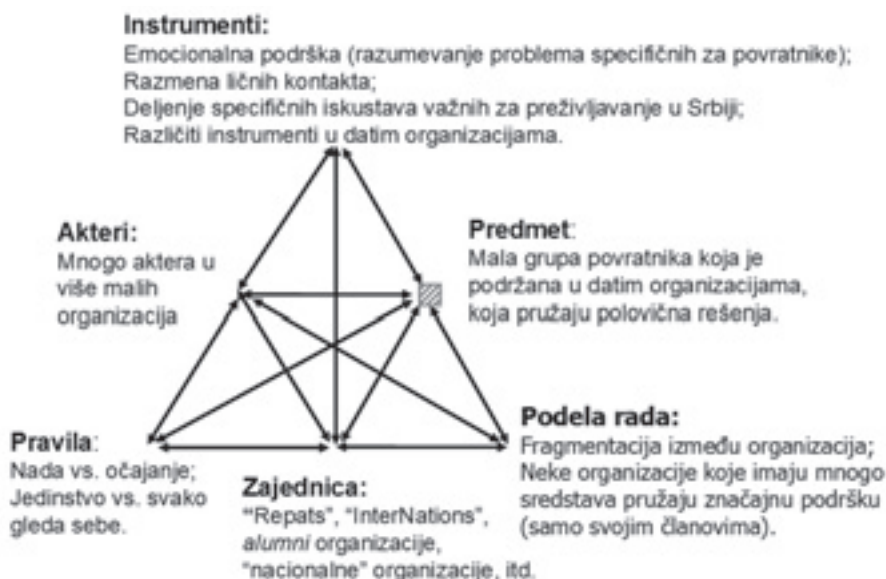 Instrumenti:
Emocionalna podrška (razumevanje problema specifičnih za povratnike);
Razmena ličnih kontakta;
Deljenje specifičnih iskustava važnih za preživljavanje u Srbiji;
Različiti instrumenti u datim organizacijama.
Akteri:
Mnogo aktera u
više malih
organizacija
Predmet:
Mala grupa povratnika koja je
podržana u datim organizacijama,
koja pružaju polovična rešenja.
Pravila:
Nada vs. očajanje;
Jedinstvo vs. svako
gleda sebe.
Zajednica:
“Repats”, “InterNations”,
alumni organizacije,
“nacionalne” organizacije, itd.
Podela rada:
Fragmentacija između organizacija;
Neke organizacije koje imaju mnogo
sredstava pružaju značajnu podršku
(samo svojim članovima).